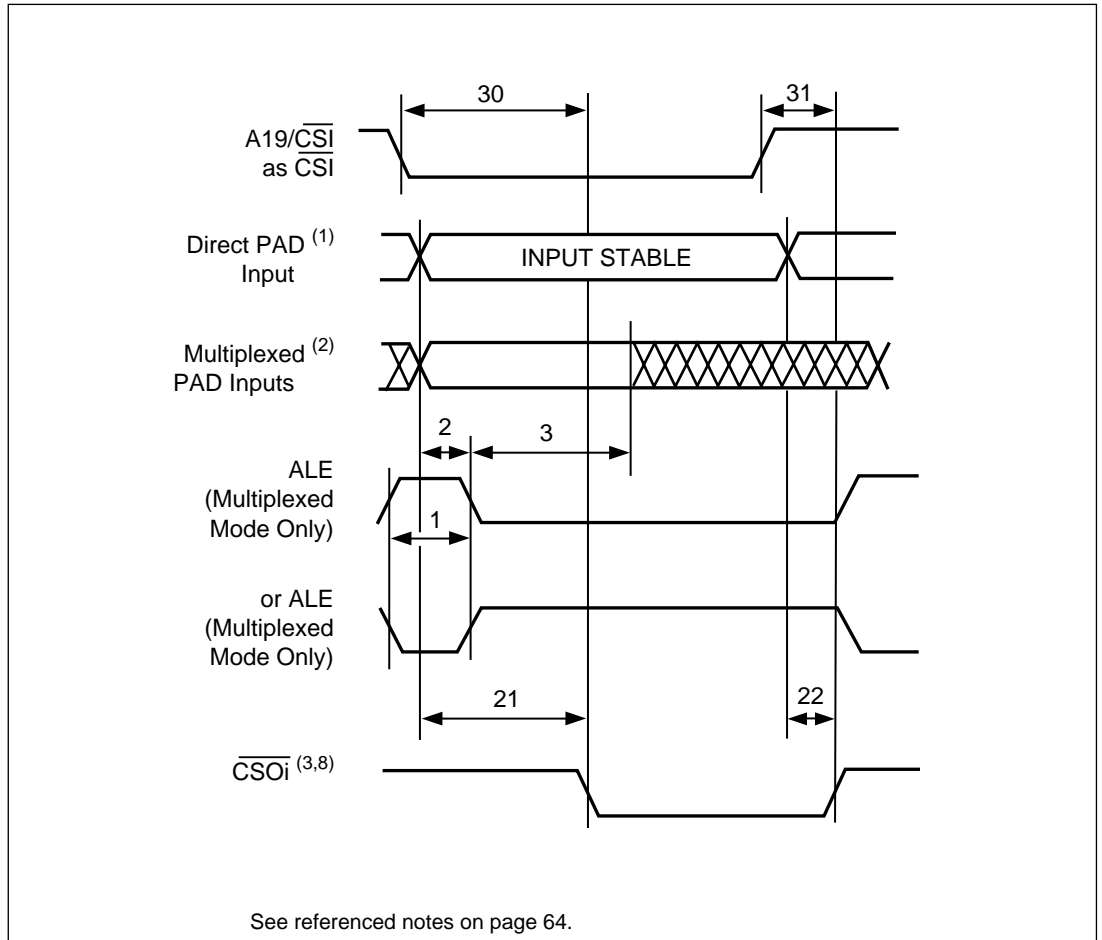 30
31
A19/CSI
as CSI
Direct PAD (1)
Input
INPUT STABLE
Multiplexed (2)
PAD Inputs
2
3
ALE
(Multiplexed
Mode Only)
1
or ALE
(Multiplexed
Mode Only)
21
22
CSOi (3,8)
See referenced notes on page 64.